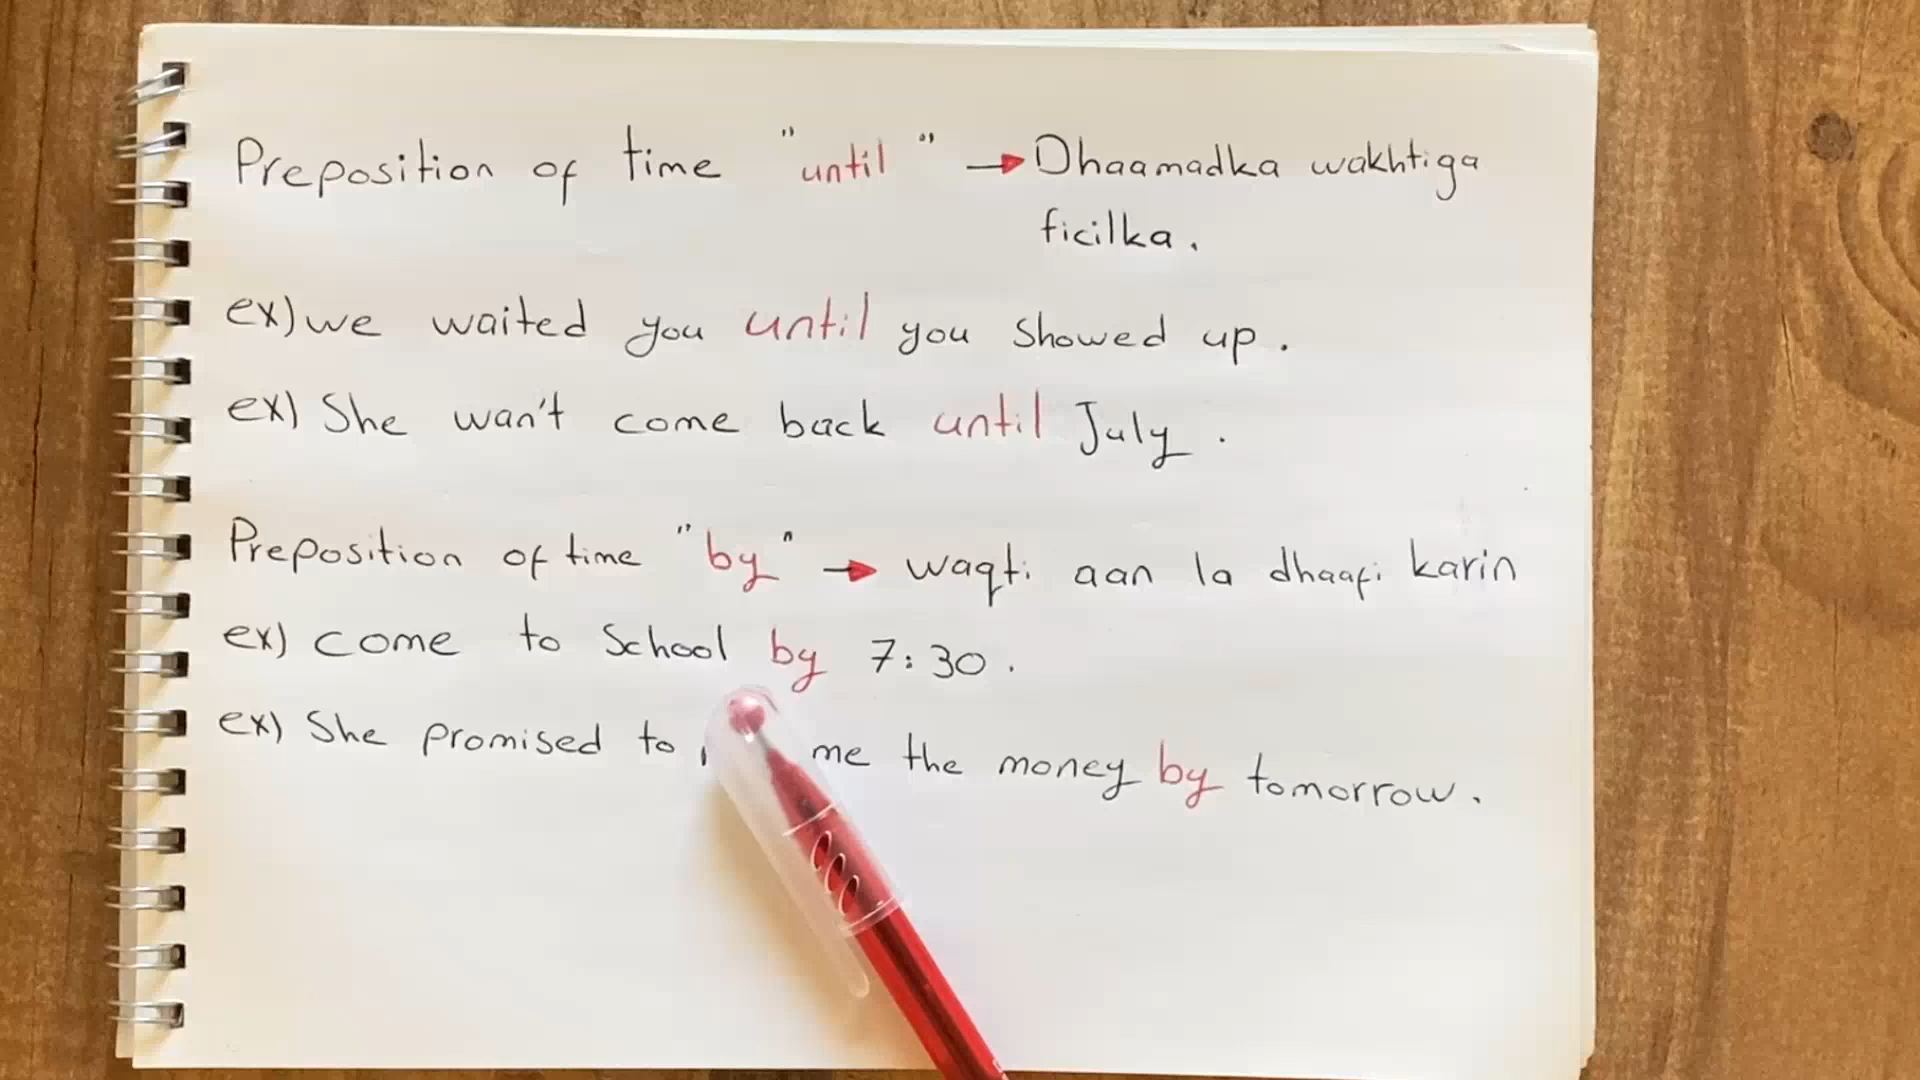 Preposition of time "until" → Dhaamadka wakhtiga
ficilka.
ex) we waited you until you showed up.
ex) She wan't come back until July.
Preposition of time "by" → waqti aan la dhaafi karin
ex) come to School by 7:30.
ex) She promised to me the money by tomorrow.